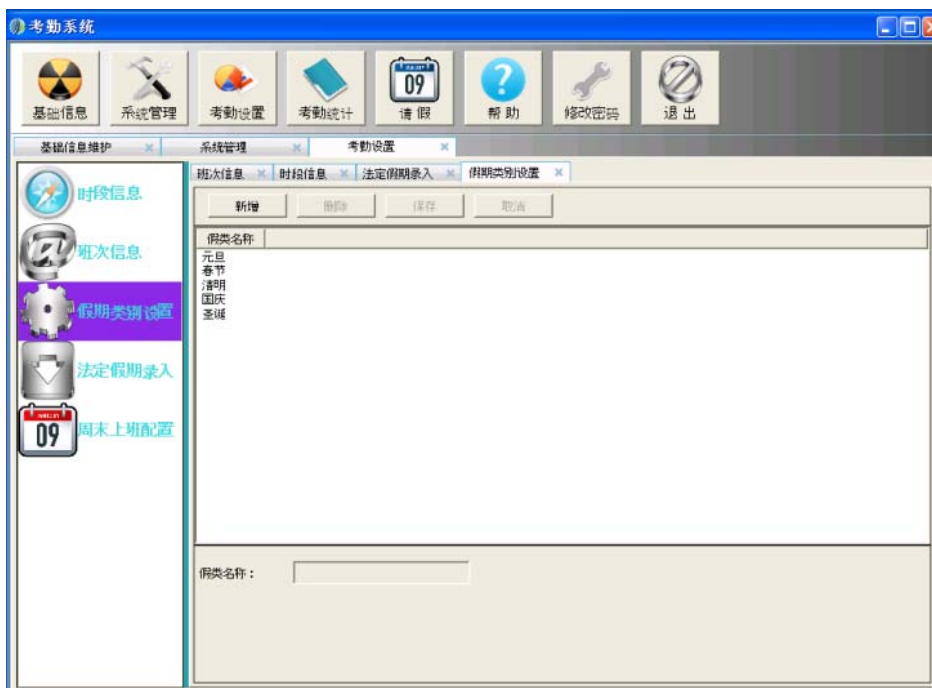 考勤系统
基础信息 系统管理 考勤设置 考勤统计 请假 帮助 修改密码 退出
基础信息维护 系统管理 考勤设置
班次信息 时段信息 法定假期录入 假期类别设置
新增 删除 保存 取消
时段信息
班次信息
假期类别设置
法定假期录入
09
周末上班配置
假类名称
元旦
春节
清明
国庆
圣诞
假类名称: